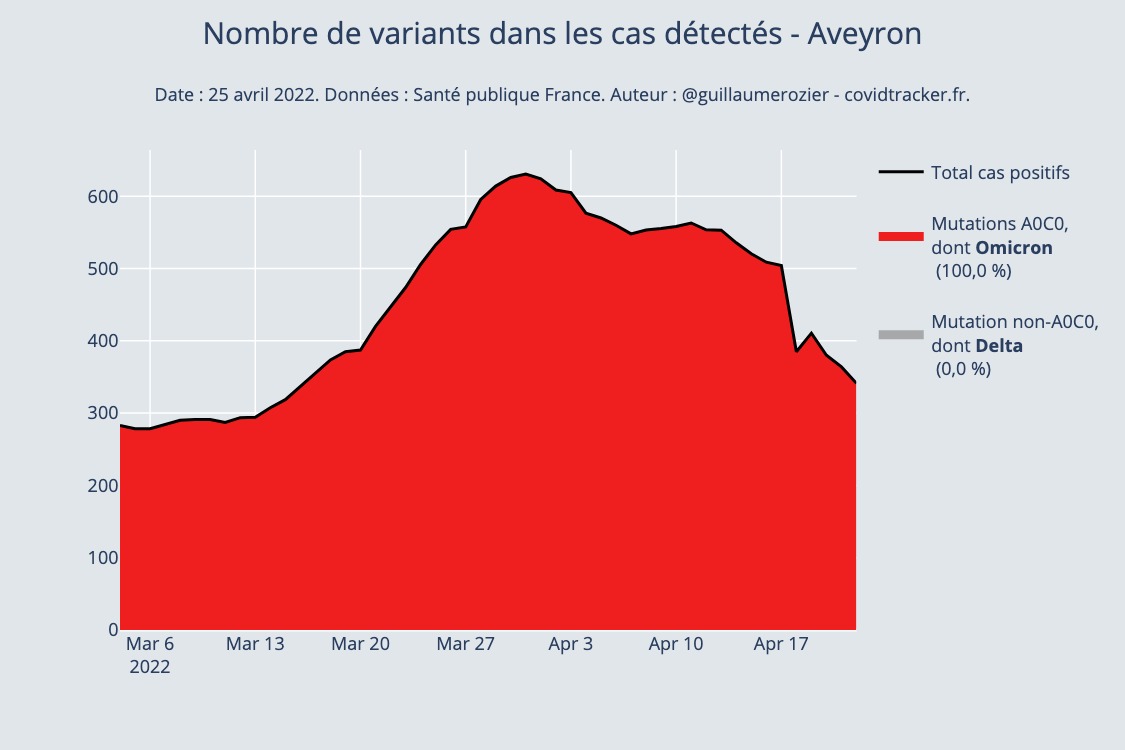 Nombre de variants dans les cas détectés - Aveyron
Date : 25 avril 2022. Données : Santé publique France. Auteur : @guillaumerozier - covidtracker.fr.
Total cas positifs
Mutations A0C0,
dont Omicron
(100,0 %)
Mutation non-A0C0,
dont Delta
(0,0 %)
600
500
400
300
200
100
0
Mar 6
2022
Mar 13
Mar 20
Mar 27
Apr 3
Apr 10
Apr 17